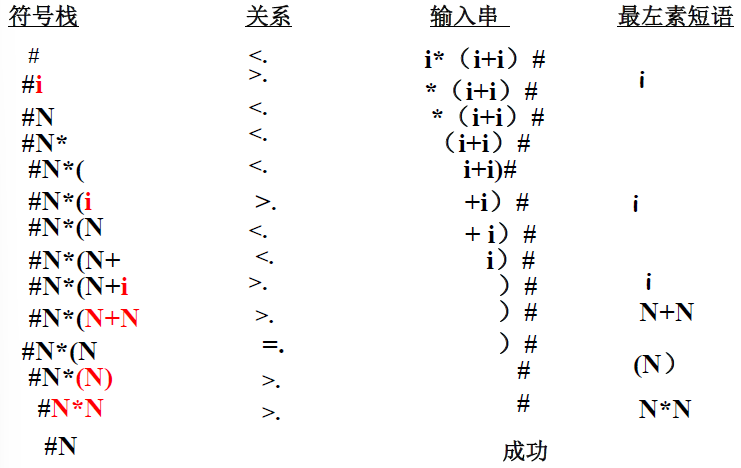 符号栈 关系 输入串 最左素短语
# <. i*（i+i）#
#i >. *（i+i）# i
#N <. *（i+i）#
#N* <. （i+i）#
#N*( <. i+i)#
#N*(i >. +i）# i
#N*(N <. + i）#
#N*(N+ <. i）#
#N*(N+i >. ）# i
#N*(N+N >. ）# N+N
#N*(N =. ）#
#N*(N) >. # (N）
#N*N >. # N*N
#N 成功